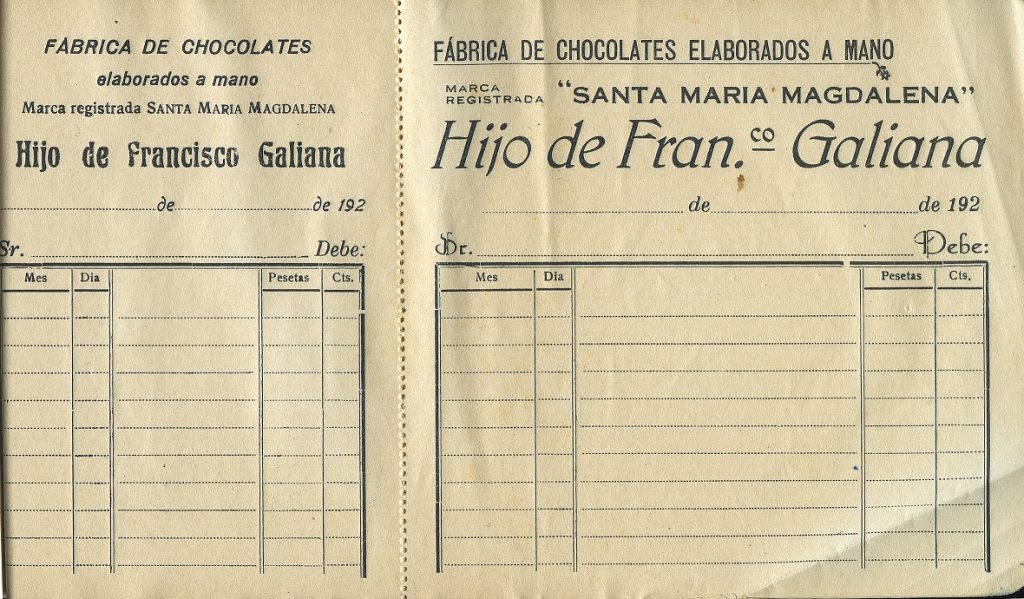 FÁBRICA DE CHOCOLATES
elaborados a mano
Marca registrada SANTA MARIA MAGDALENA
Hijo de Francisco Galiana
de de 192
Sr. Debe:
Mes Dia Pesetas Cts.
FÁBRICA DE CHOCOLATES ELABORADOS A MANO
MARCA
REGISTRADA "SANTA MARIA MAGDALENA"
Hijo de Fran.co Galiana
de de 192
Sr. Debe:
Mes Dia Pesetas Cts.